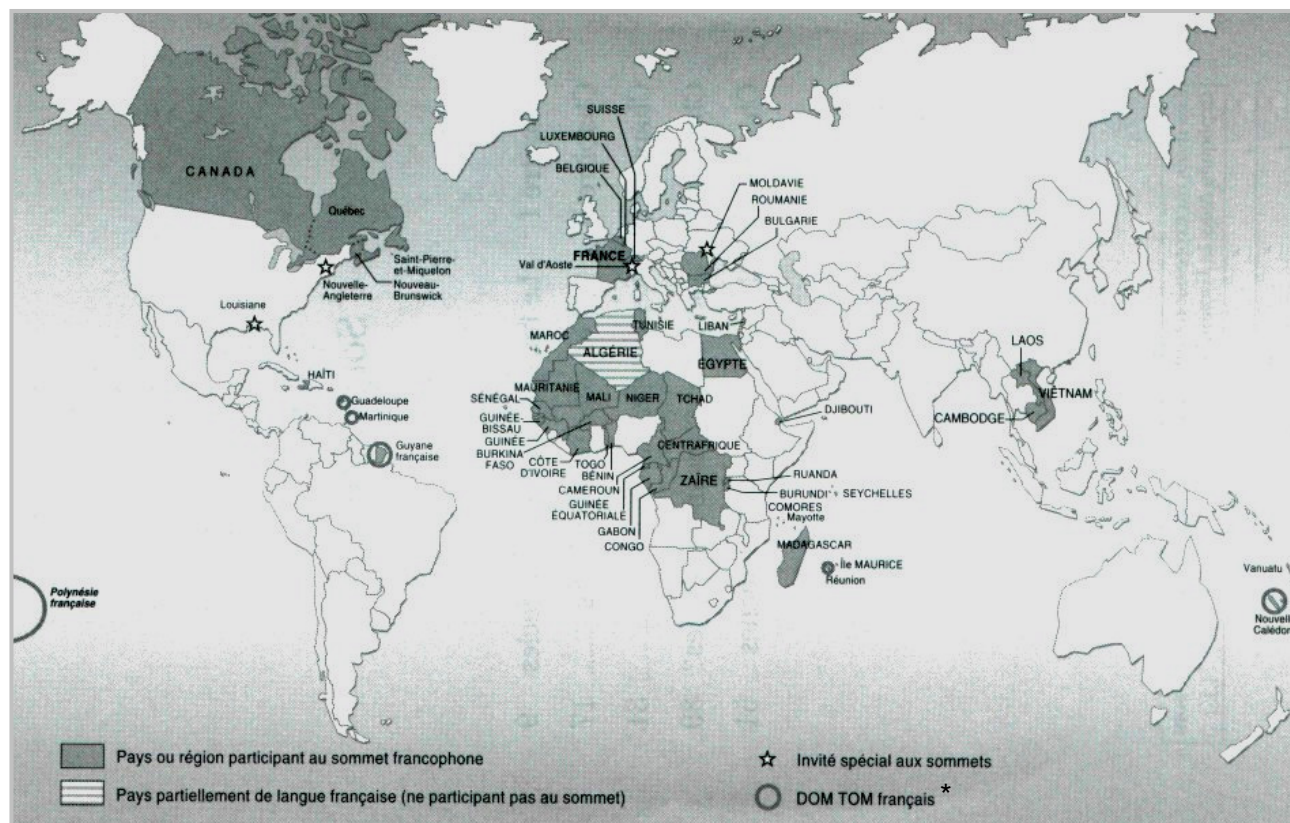 SUISSE
LUXEMBOURG
BELGIQUE
CANADA
MOLDAVIE
ROUMANIE
Québec
BULGARIE
FRANCE
Val d'Aoste
Saint-Pierre-
et-Miquelon
Nouvelle-
Angleterre
Nouveau-
Brunswick
Louisiane
TUNISIE
LIBAN
MAROC
LAOS
ALGÉRIE
ÉGYPTE
HAÏTI
MAURITANIE
VIÊTNAM
SÉNÉGAL
MALI
NIGER
TCHAD
Guadeloupe
DJIBOUTI
CAMBODGE
Martinique
GUINÉE-
BISSAU
GUINÉE
CENTRAFRIQUE
Guyane
française
BURKINA
FASO
CÔTE
D'IVOIRE
TOGO
BÉNIN
ZAÏRE
RUANDA
CAMEROUN
BURUNDI
SEYCHELLES
GUINÉE
ÉQUATORIALE
COMORES
Mayotte
GABON
CONGO
MADAGASCAR
Île MAURICE
Réunion
Vanuatu
Polynésie
française
Nouvell
Calédon
Pays ou région participant au sommet francophone
Invité spécial aux sommets
Pays partiellement de langue française (ne participant pas au sommet)
DOM TOM français *